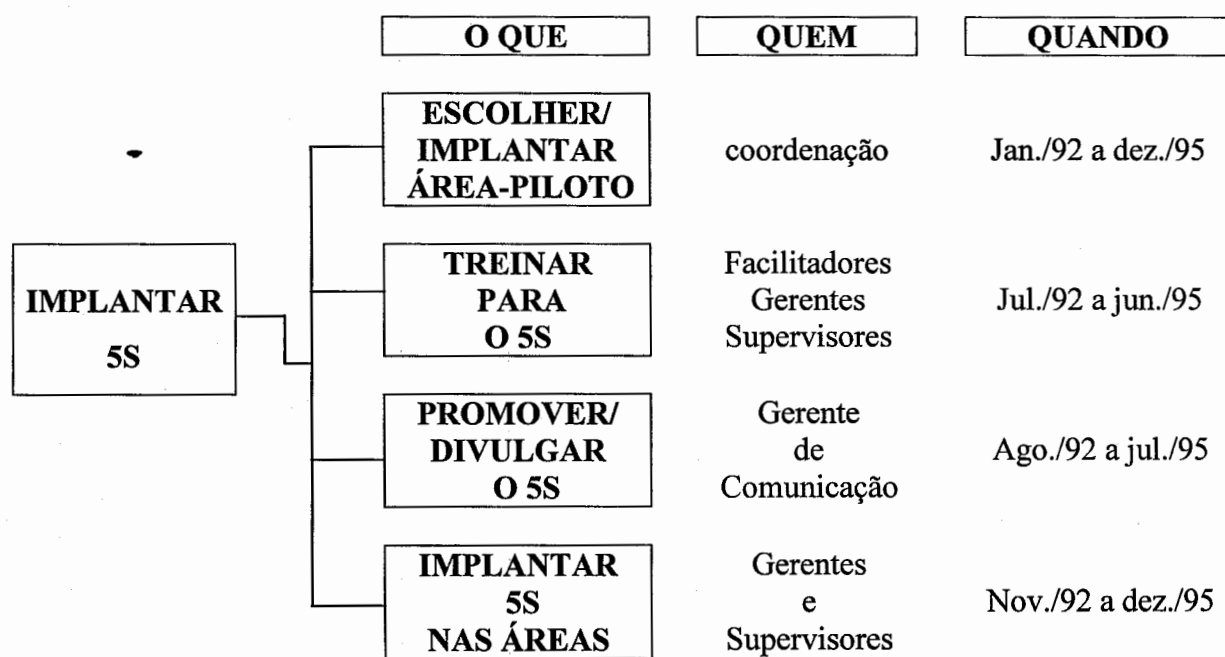 O QUE QUEM QUANDO
ESCOLHER/
IMPLANTAR
ÁREA-PILOTO
coordenação
Jan./92 a dez./95
IMPLANTAR
5S
TREINAR
PARA
O 5S
Facilitadores
Gerentes
Supervisores
Jul./92 a jun./95
PROMOVER/
DIVULGAR
O 5S
Gerente
de
Comunicação
Ago./92 a jul./95
IMPLANTAR
5S
NAS ÁREAS
Gerentes
e
Supervisores
Nov./92 a dez./95